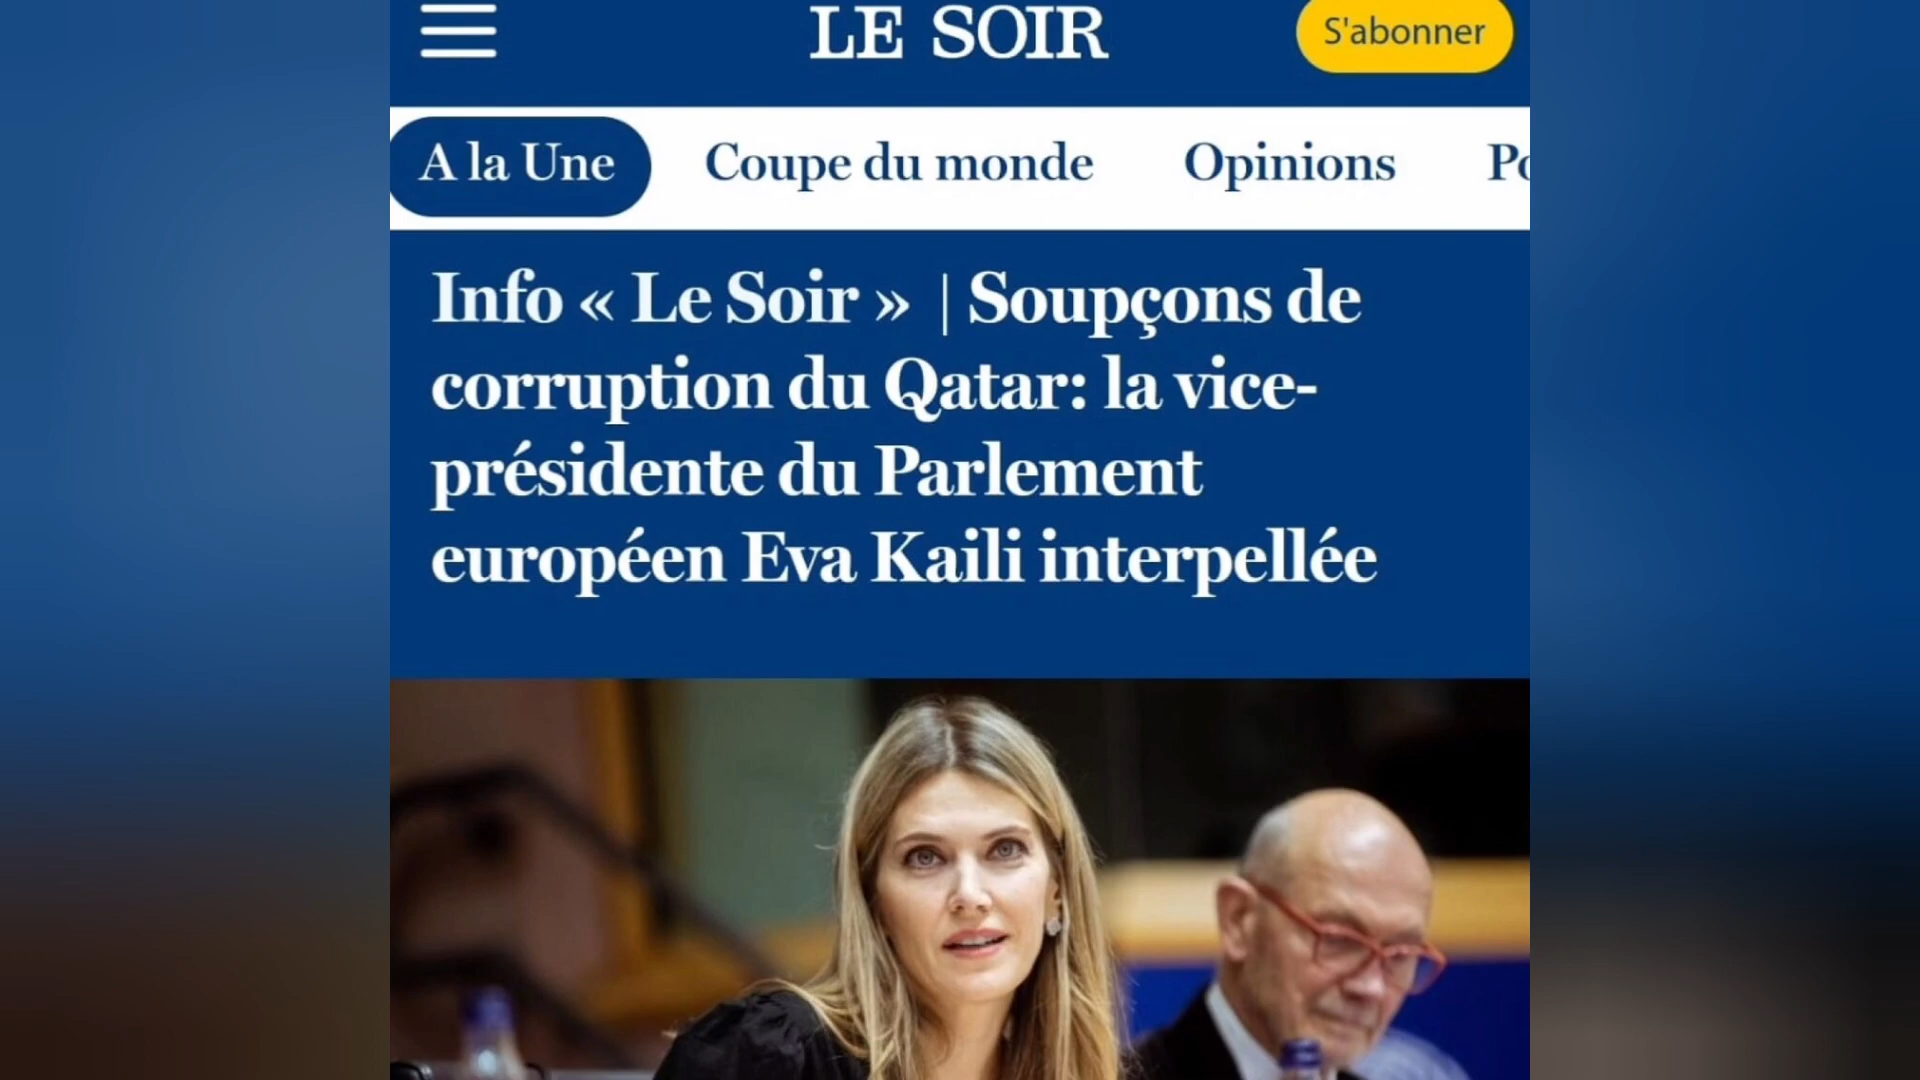 LE SOIR
S'abonner
A la Une
Coupe du monde
Opinions
Info « Le Soir » | Soupçons de
corruption du Qatar: la vice-
présidente du Parlement
européen Eva Kaili interpellée